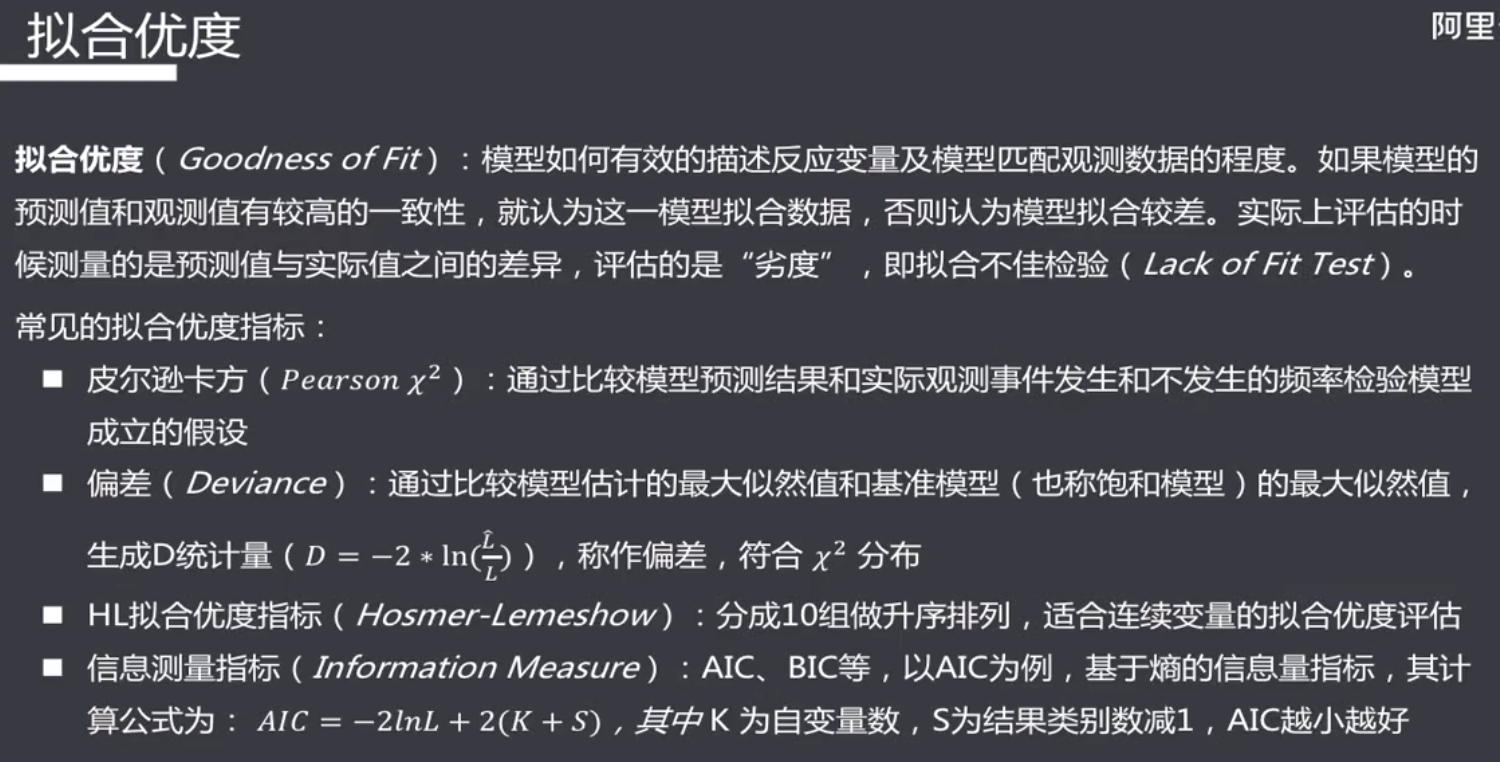 拟合优度
阿里
拟合优度（Goodness of Fit）：模型如何有效的描述反应变量及模型匹配观测数据的程度。如果模型的
预测值和观测值有较高的一致性，就认为这一模型拟合数据，否则认为模型拟合较差。实际上评估的时
候测量的是预测值与实际值之间的差异，评估的是“劣度”，即拟合不佳检验（Lack of Fit Test）。
常见的拟合优度指标：
■ 皮尔逊卡方（Pearson χ²）：通过比较模型预测结果和实际观测事件发生和不发生的频率检验模型
成立的假设
■ 偏差（Deviance）：通过比较模型估计的最大似然值和基准模型（也称饱和模型）的最大似然值，
生成D统计量（D = −2 * ln(L̂/L)），称作偏差，符合 χ² 分布
■ HL拟合优度指标（Hosmer-Lemeshow）：分成10组做升序排列，适合连续变量的拟合优度评估
■ 信息测量指标（Information Measure）：AIC、BIC等，以AIC为例，基于熵的信息量指标，其计
算公式为：AIC = −2lnL + 2(K + S)，其中 K 为自变量数，S为结果类别数减1，AIC越小越好